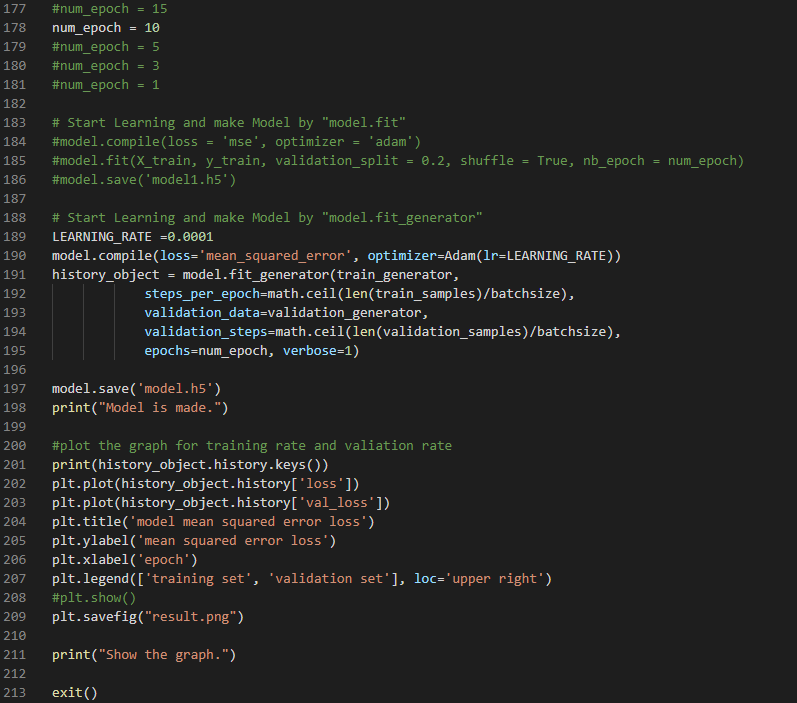 177 #num_epoch = 15
178 num_epoch = 10
179 #num_epoch = 5
180 #num_epoch = 3
181 #num_epoch = 1
182
183 # Start Learning and make Model by "model.fit"
184 #model.compile(loss = 'mse', optimizer = 'adam')
185 #model.fit(X_train, y_train, validation_split = 0.2, shuffle = True, nb_epoch = num_epoch)
186 #model.save('model1.h5')
187
188 # Start Learning and make Model by "model.fit_generator"
189 LEARNING_RATE =0.0001
190 model.compile(loss='mean_squared_error', optimizer=Adam(lr=LEARNING_RATE))
191 history_object = model.fit_generator(train_generator,
192             steps_per_epoch=math.ceil(len(train_samples)/batchsize),
193             validation_data=validation_generator,
194             validation_steps=math.ceil(len(validation_samples)/batchsize),
195             epochs=num_epoch, verbose=1)
196
197 model.save('model.h5')
198 print("Model is made.")
199
200 #plot the graph for training rate and valiation rate
201 print(history_object.history.keys())
202 plt.plot(history_object.history['loss'])
203 plt.plot(history_object.history['val_loss'])
204 plt.title('model mean squared error loss')
205 plt.ylabel('mean squared error loss')
206 plt.xlabel('epoch')
207 plt.legend(['training set', 'validation set'], loc='upper right')
208 #plt.show()
209 plt.savefig("result.png")
210
211 print("Show the graph.")
212
213 exit()